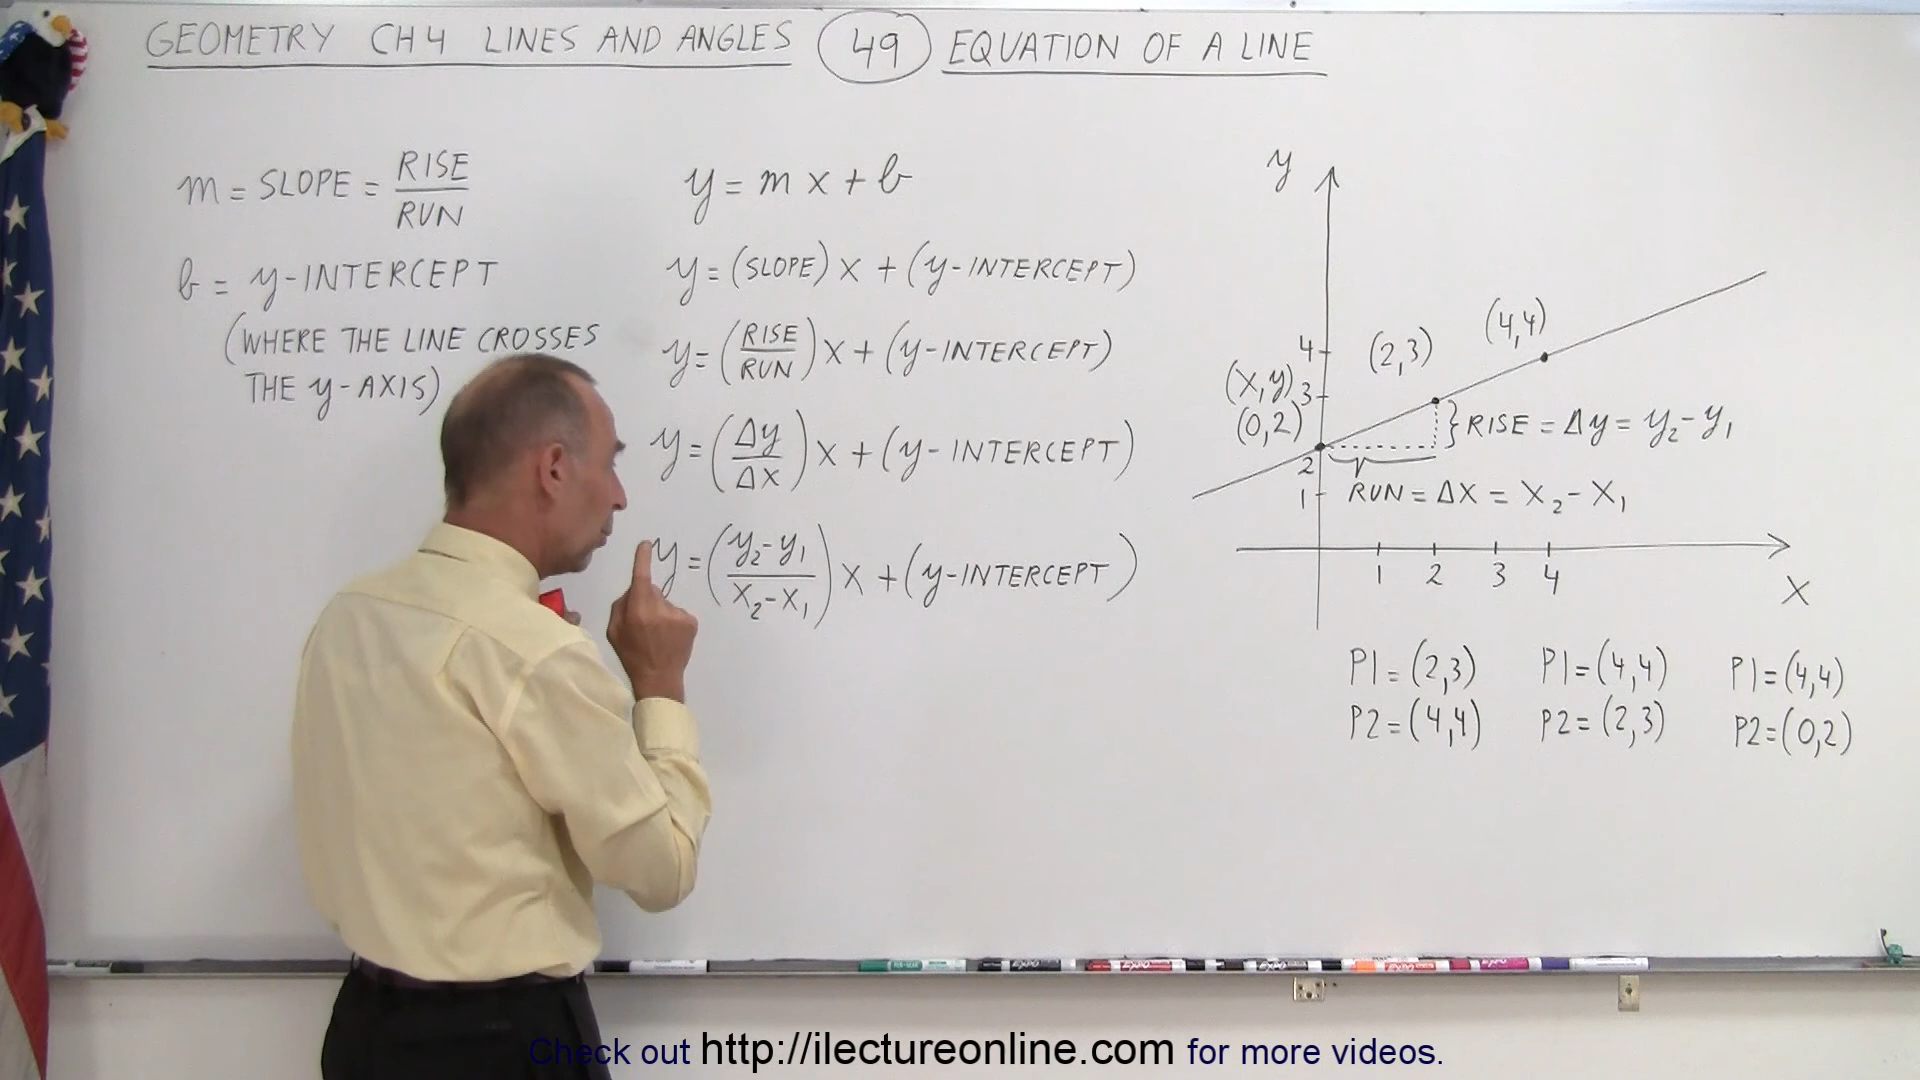 GEOMETRY CH 4 LINES AND ANGLES 49 EQUATION OF A LINE
m = SLOPE = RISE/RUN
b = y-INTERCEPT
(WHERE THE LINE CROSSES
THE y-AXIS)
y = m x + b
y = (SLOPE) x + (y-INTERCEPT)
y = (RISE/RUN) x + (y-INTERCEPT)
y = (Δy/Δx) x + (y-INTERCEPT)
y = (y₂-y₁/x₂-x₁) x + (y-INTERCEPT)
y
(4,4)
4 (2,3)
(x,y) 3
(0,2) } RISE = Δy = y₂-y₁
2
1 RUN = Δx = x₂-x₁
1 2 3 4
x
P1=(2,3) P1=(4,4) P1=(4,4)
P2=(4,4) P2=(2,3) P2=(0,2)
Check out http://ilectureonline.com for more videos.